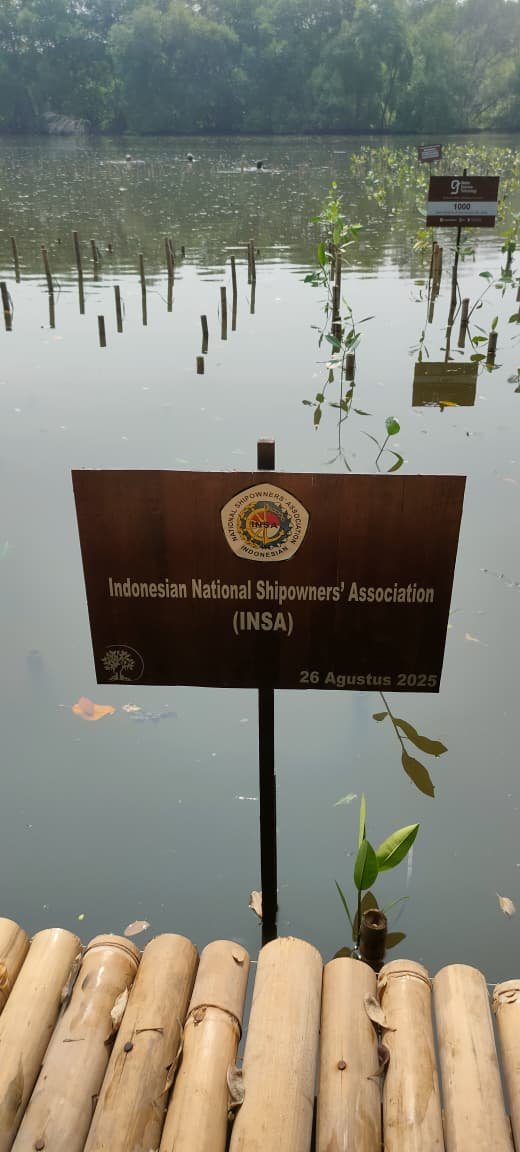 1000
NATIONAL SHIPOWNERS' ASSOCIATION
INSA
INDONESIAN
Indonesian National Shipowners' Association
(INSA)
26 Agustus 2025